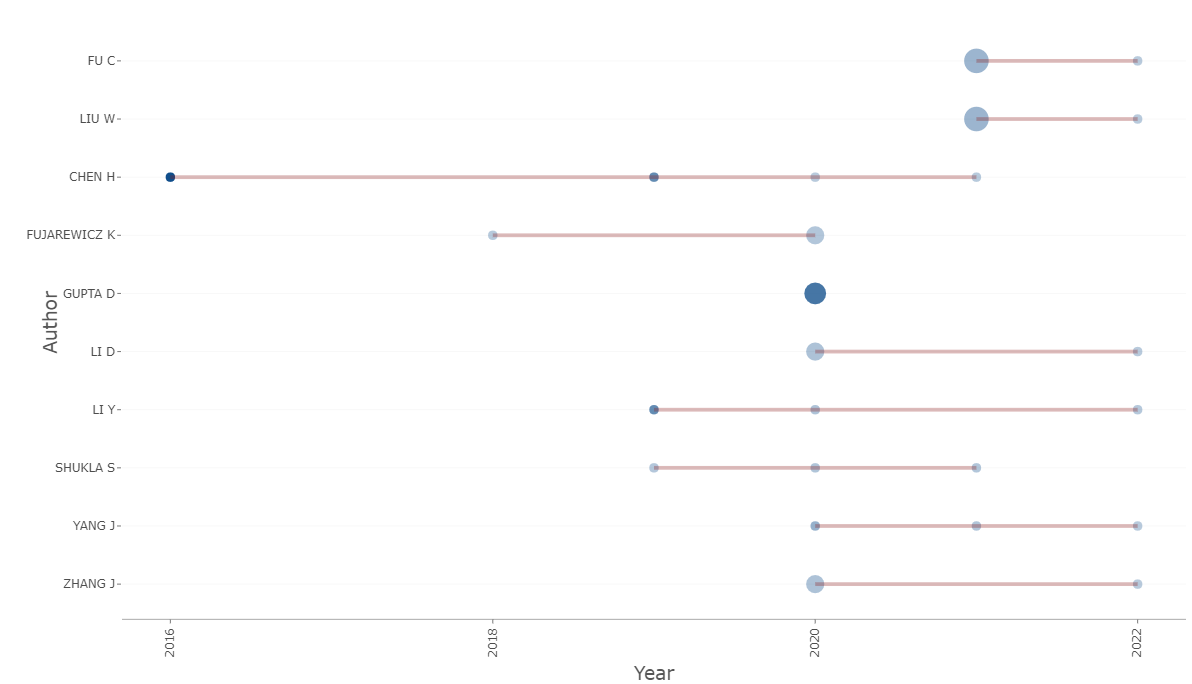 FU C
LIU W
CHEN H
FUJAREWICZ K
GUPTA D
LI D
LI Y
SHUKLA S
YANG J
ZHANG J
Author
2016
2018
2020
2022
Year